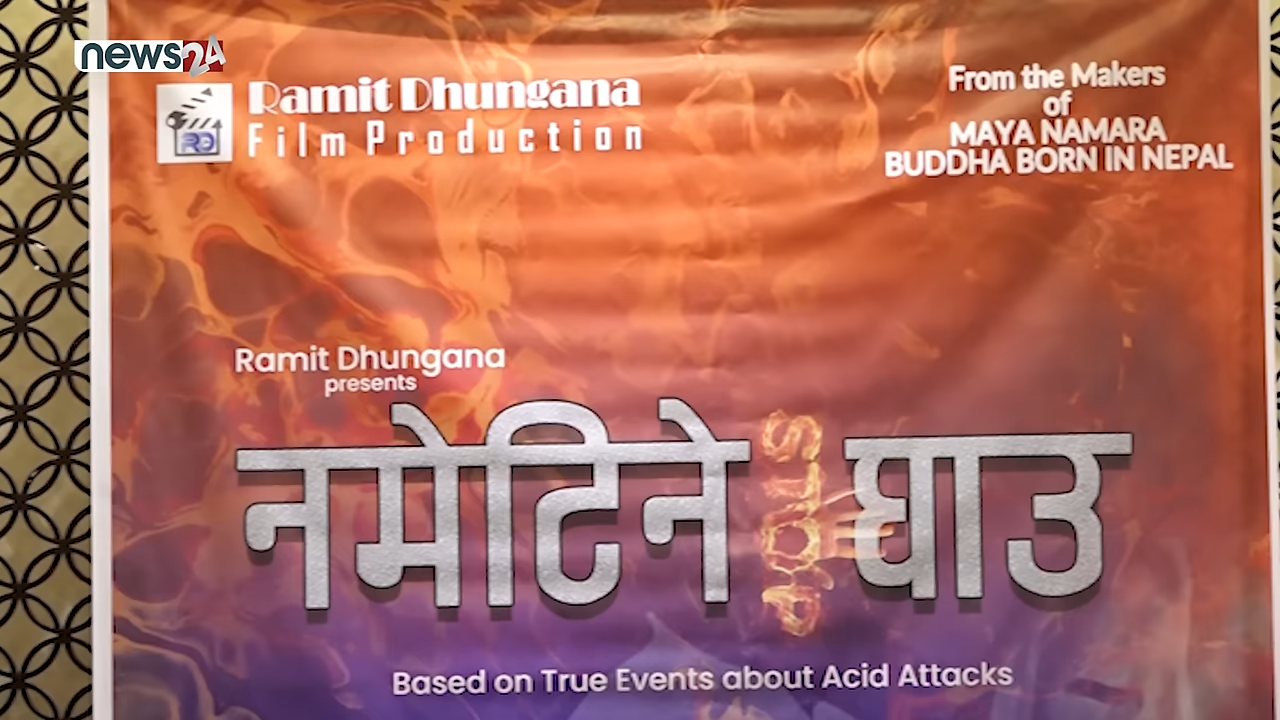 news24
Ramit Dhungana
Film Production
RD
From the Makers
of
MAYA NAMARA
BUDDHA BORN IN NEPAL
Ramit Dhungana
presents
नमेटिने घाउ
Based on True Events about Acid Attacks